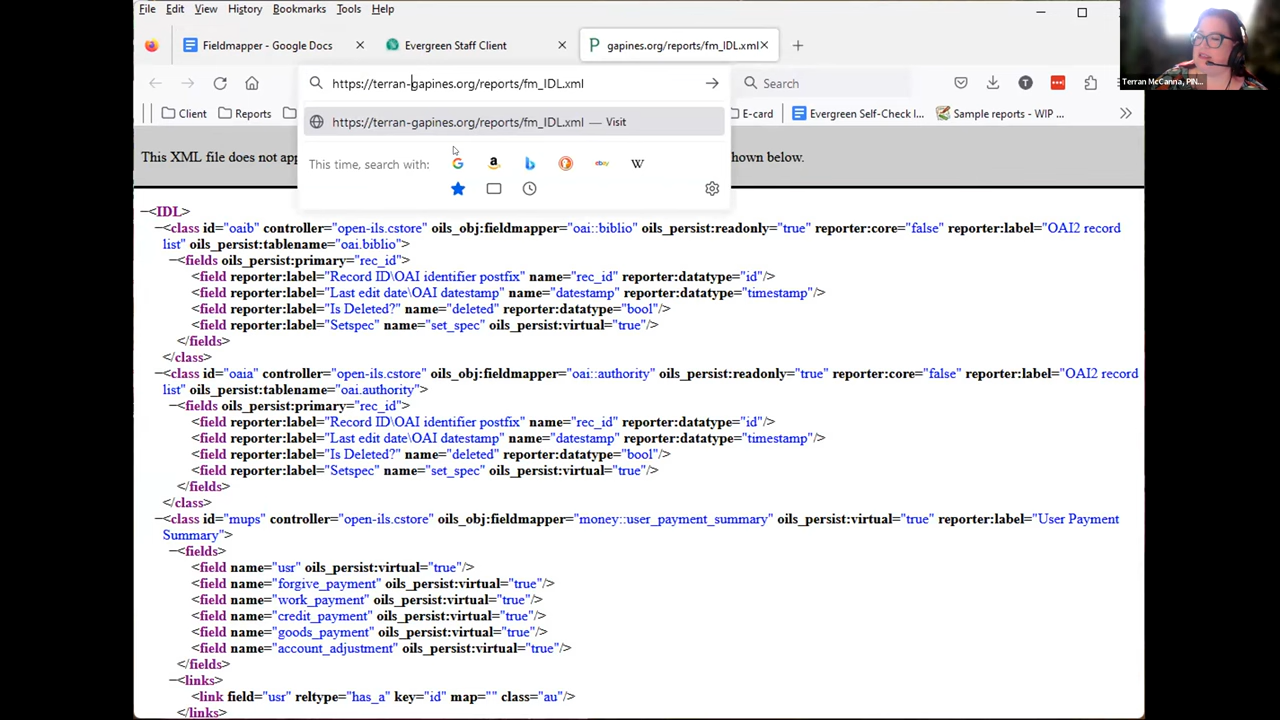 File Edit View History Bookmarks Tools Help
Fieldmapper - Google Docs
Evergreen Staff Client
gapines.org/reports/fm_IDL.xml
Terran McCanna, PIN...
https://terran-gapines.org/reports/fm_IDL.xml
Search
Client
Reports
E-card
Evergreen Self-Check I
Sample reports - WIP ...
https://terran-gapines.org/reports/fm_IDL.xml — Visit
This XML file does not app
hown below.
This time, search with:
—<IDL>
—<class id="oaib" controller="open-ils.cstore" oils_obj:fieldmapper="oai::biblio" oils_persist:readonly="true" reporter:core="false" reporter:label="OAI2 record
list" oils_persist:tablename="oai.biblio">
—<fields oils_persist:primary="rec_id">
<field reporter:label="Record ID\OAI identifier postfix" name="rec_id" reporter:datatype="id"/>
<field reporter:label="Last edit date\OAI datestamp" name="datestamp" reporter:datatype="timestamp"/>
<field reporter:label="Is Deleted?" name="deleted" reporter:datatype="bool"/>
<field reporter:label="Setspec" name="set_spec" oils_persist:virtual="true"/>
</fields>
</class>
—<class id="oaia" controller="open-ils.cstore" oils_obj:fieldmapper="oai::authority" oils_persist:readonly="true" reporter:core="false" reporter:label="OAI2 record
list" oils_persist:tablename="oai.authority">
—<fields oils_persist:primary="rec_id">
<field reporter:label="Record ID\OAI identifier postfix" name="rec_id" reporter:datatype="id"/>
<field reporter:label="Last edit date\OAI datestamp" name="datestamp" reporter:datatype="timestamp"/>
<field reporter:label="Is Deleted?" name="deleted" reporter:datatype="bool"/>
<field reporter:label="Setspec" name="set_spec" oils_persist:virtual="true"/>
</fields>
</class>
—<class id="mups" controller="open-ils.cstore" oils_obj:fieldmapper="money::user_payment_summary" oils_persist:virtual="true" reporter:label="User Payment
Summary">
—<fields>
<field name="usr" oils_persist:virtual="true"/>
<field name="forgive_payment" oils_persist:virtual="true"/>
<field name="work_payment" oils_persist:virtual="true"/>
<field name="credit_payment" oils_persist:virtual="true"/>
<field name="goods_payment" oils_persist:virtual="true"/>
<field name="account_adjustment" oils_persist:virtual="true"/>
</fields>
—<links>
<link field="usr" reltype="has_a" key="id" map="" class="au"/>
</links>